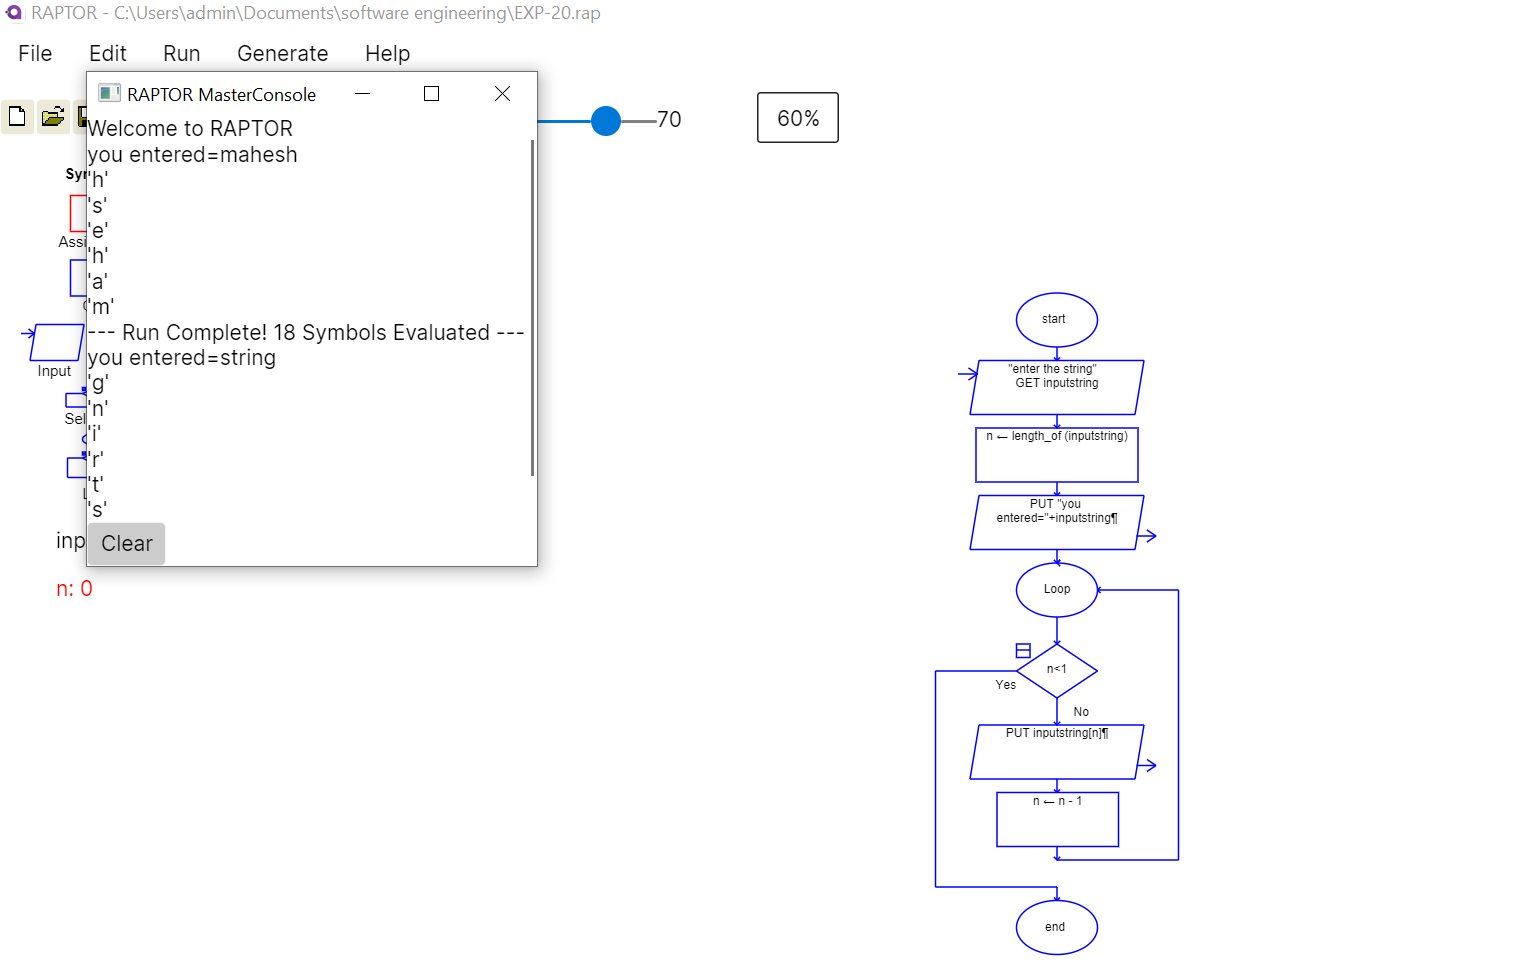 RAPTOR - C:\Users\admin\Documents\software engineering\EXP-20.rap
File Edit Run Generate Help
RAPTOR MasterConsole
70
60%
Welcome to RAPTOR
you entered=mahesh
'h'
's'
'e'
'h'
'a'
'm'
--- Run Complete! 18 Symbols Evaluated ---
you entered=string
'g'
'n'
'i'
'r'
't'
's'
Clear
Input
n: 0
start
"enter the string"
GET inputstring
n ← length_of (inputstring)
PUT "you
entered="+inputstring¶
Loop
n<1
Yes
No
PUT inputstring[n]¶
n ← n - 1
end